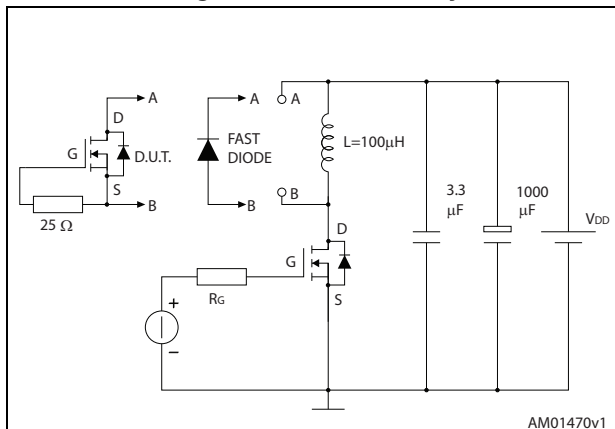 A
D
G
D.U.T.
S
B
25 Ω
A
FAST
DIODE
B
A
L=100μH
B
D
G
S
RG
+
–
3.3
μF
1000
μF
VDD
AM01470v1